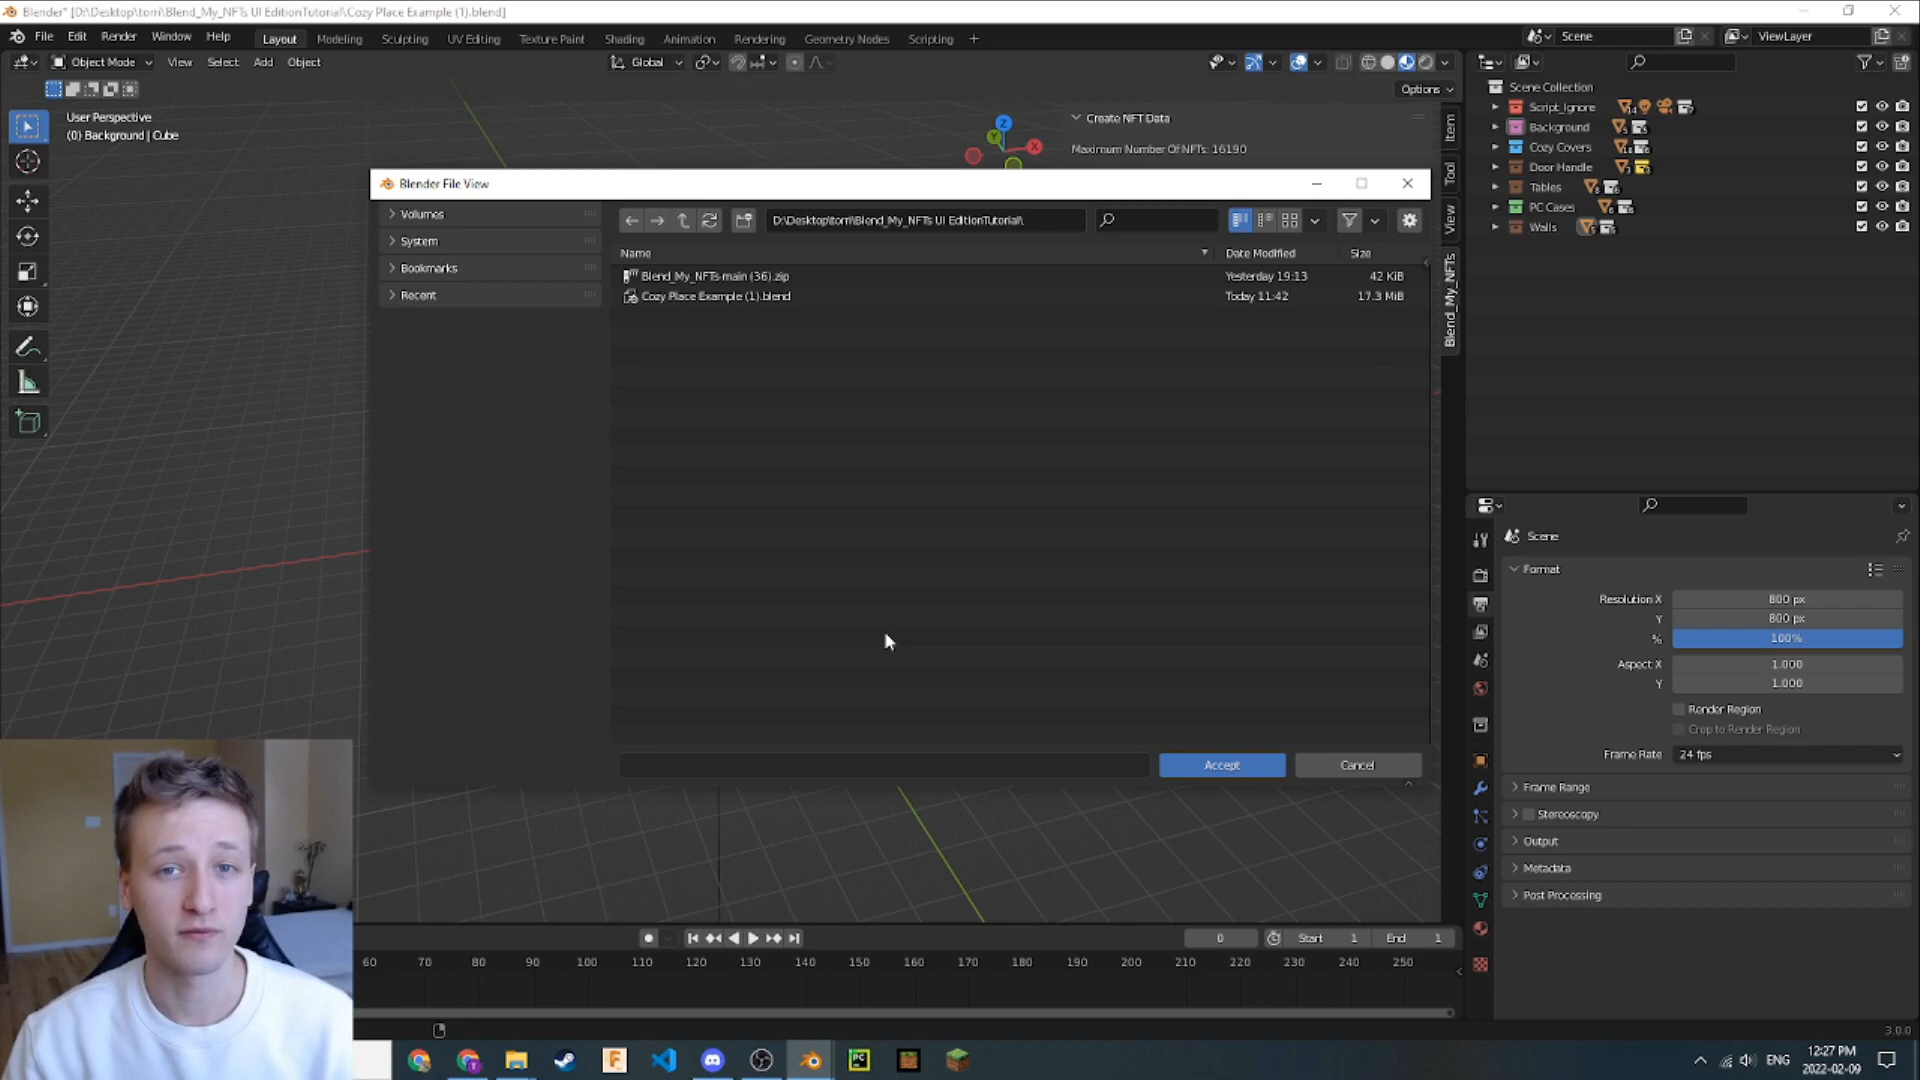 Blender* [D:\Desktop\torri\Blend_My_NFTs UI EditionTutorial\Cozy Place Example (1).blend]
File Edit Render Window Help Layout Modeling Sculpting UV Editing Texture Paint Shading Animation Rendering Geometry Nodes Scripting + Scene ViewLayer
Object Mode View Select Add Object Global
Options
User Perspective
(0) Background | Cube
Create NFT Data
Maximum Number Of NFTs: 16190
Z
Y
X
Item
Tool
View
Blend_My_NFTs
Blender File View
Volumes
System
Bookmarks
Recent
D:\Desktop\torri\Blend_My_NFTs UI EditionTutorial\
Name Date Modified Size
Blend_My_NFTs-main (36).zip Yesterday 19:13 42 KiB
Cozy Place Example (1).blend Today 11:42 17.3 MiB
Accept Cancel
Scene Collection
Script_Ignore
Background
Cozy Covers
Door Handle
Tables
PC Cases
Walls
Scene
Format
Resolution X 800 px
Y 800 px
% 100%
Aspect X 1.000
Y 1.000
Render Region
Crop to Render Region
Frame Rate 24 fps
Frame Range
Stereoscopy
Output
Metadata
Post Processing
0 Start 1 End 1
60 70 80 90 100 110 120 130 140 150 160 170 180 190 200 210 220 230 240 250
3.0.0
ENG
12:27 PM
2022-02-09